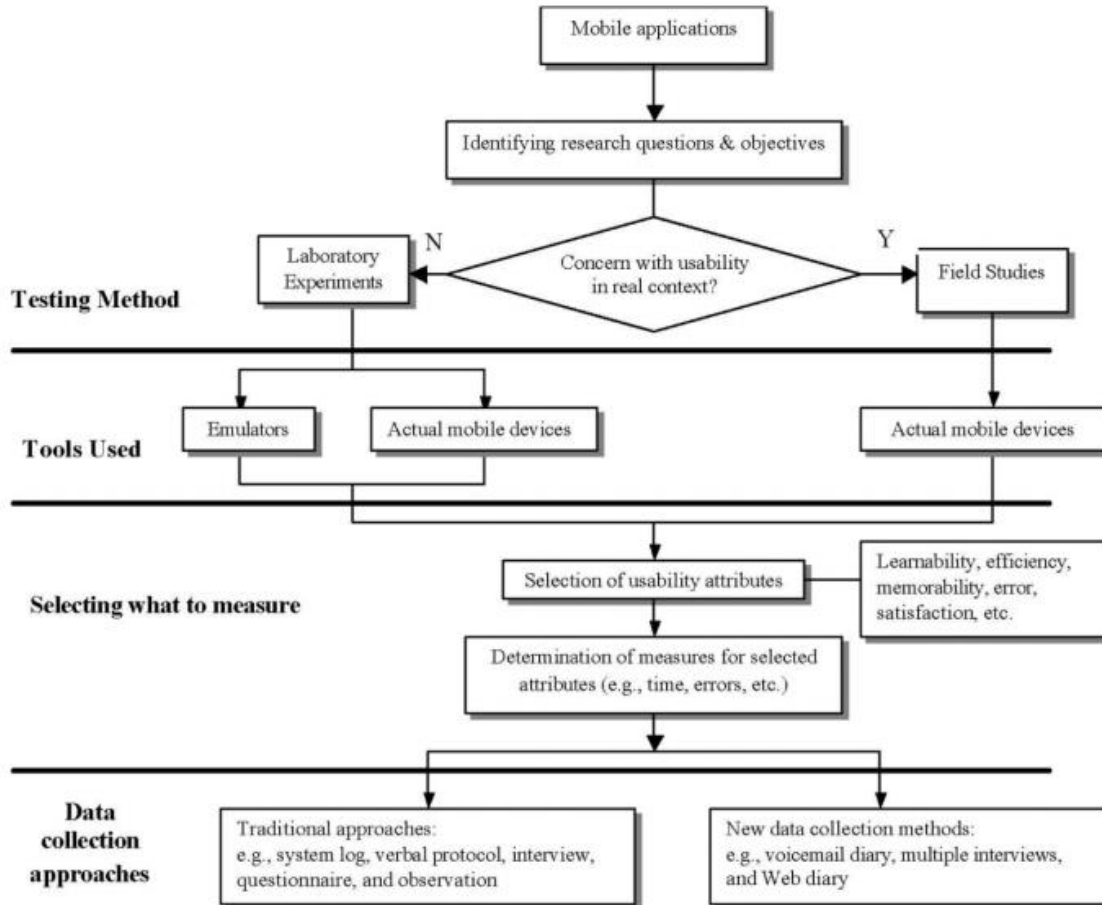 Mobile applications
Identifying research questions & objectives
N
Y
Laboratory
Experiments
Concern with usability
in real context?
Field Studies
Testing Method
Emulators
Actual mobile devices
Actual mobile devices
Tools Used
Selection of usability attributes
Learnability, efficiency,
memorability, error,
satisfaction, etc.
Selecting what to measure
Determination of measures for selected
attributes (e.g., time, errors, etc.)
Data
collection
approaches
Traditional approaches:
e.g., system log, verbal protocol, interview,
questionnaire, and observation
New data collection methods:
e.g., voicemail diary, multiple interviews,
and Web diary